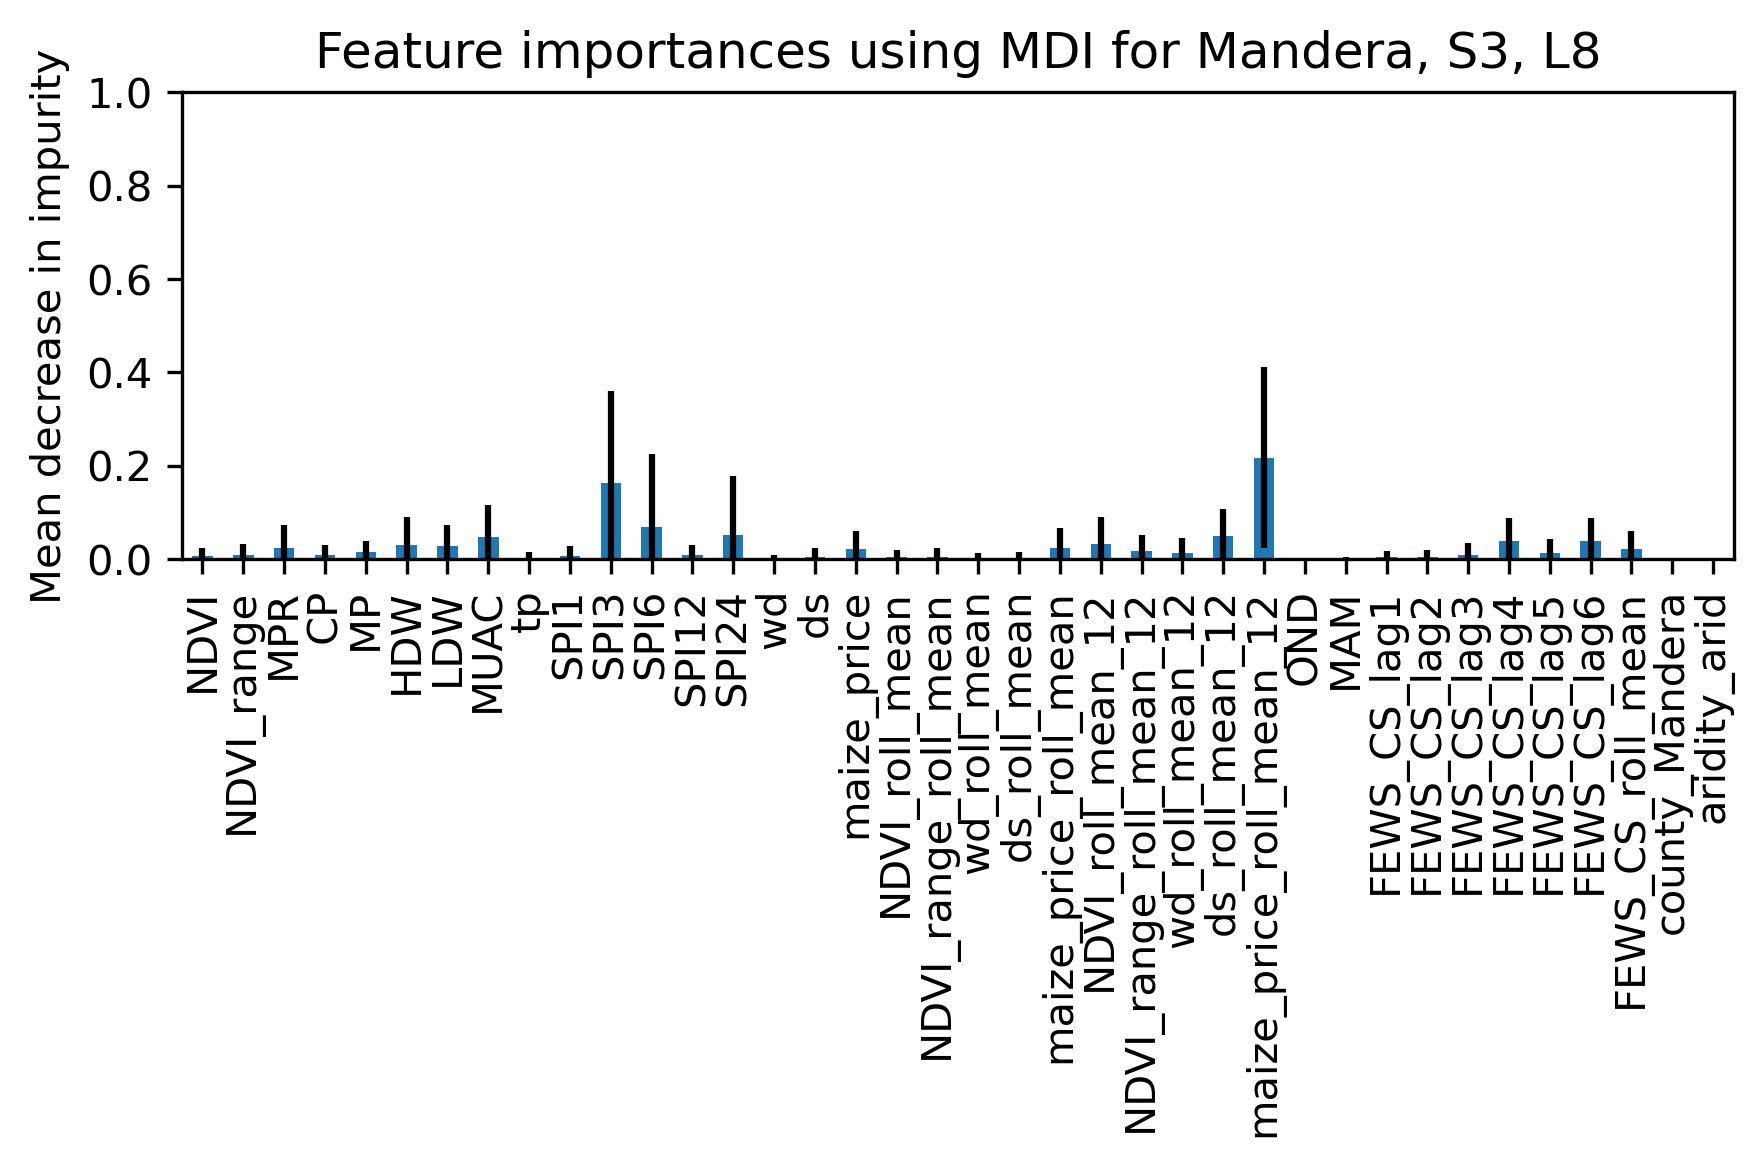 Feature importances using MDI for Mandera, S3, L8
Mean decrease in impurity
1.0
0.8
0.6
0.4
0.2
0.0
NDVI
NDVI_range
MPR
CP
MP
HDW
LDW
MUAC
tp
SPI1
SPI3
SPI6
SPI12
SPI24
wd
ds
maize_price
NDVI_roll_mean
NDVI_range_roll_mean
wd_roll_mean
ds_roll_mean
maize_price_roll_mean
NDVI_roll_mean_12
NDVI_range_roll_mean_12
wd_roll_mean_12
ds_roll_mean_12
maize_price_roll_mean_12
OND
MAM
FEWS_CS_lag1
FEWS_CS_lag2
FEWS_CS_lag3
FEWS_CS_lag4
FEWS_CS_lag5
FEWS_CS_lag6
FEWS_CS_roll_mean
county_Mandera
aridity_arid